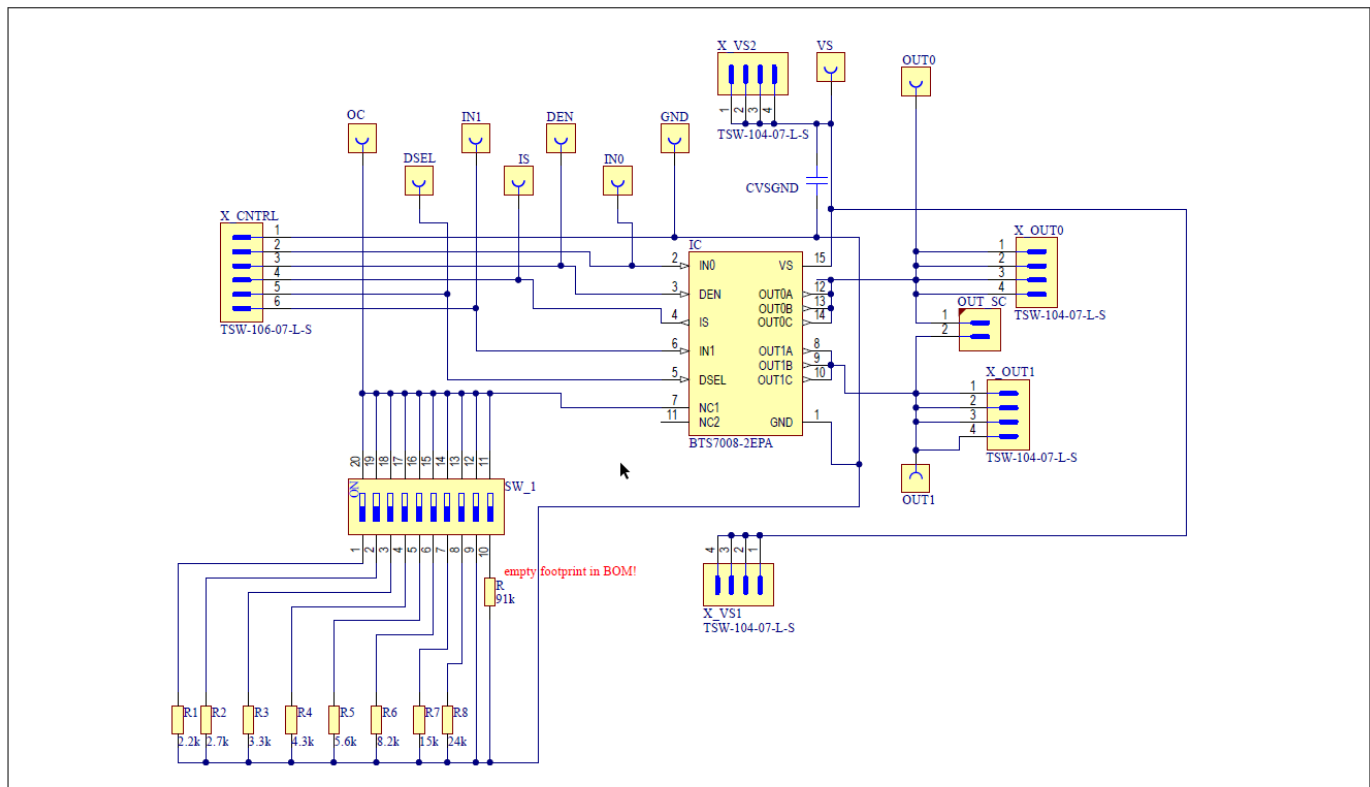 X_VS2
VS
OUT0
1
2
3
4
TSW-104-07-L-S
OC
IN1
DEN
GND
DSEL
IS
IN0
CVSGND
X_CNTRL
1
2
3
4
5
6
TSW-106-07-L-S
IC
2 IN0 VS 15
3 DEN OUT0A 12
OUT0B 13
4 IS OUT0C 14
6 IN1 OUT1A 8
OUT1B 9
5 DSEL OUT1C 10
7 NC1
11 NC2 GND 1
BTS7008-2EPA
X_OUT0
1
2
3
4
TSW-104-07-L-S
OUT_SC
1
2
X_OUT1
1
2
3
4
TSW-104-07-L-S
OUT1
20 19 18 17 16 15 14 13 12 11
ON
SW_1
1 2 3 4 5 6 7 8 9 10
empty footprint in BOM!
R
91k
4 3 2 1
X_VS1
TSW-104-07-L-S
R1 R2 R3 R4 R5 R6 R7 R8
2.2k 2.7k 3.3k 4.3k 5.6k 8.2k 15k 24k